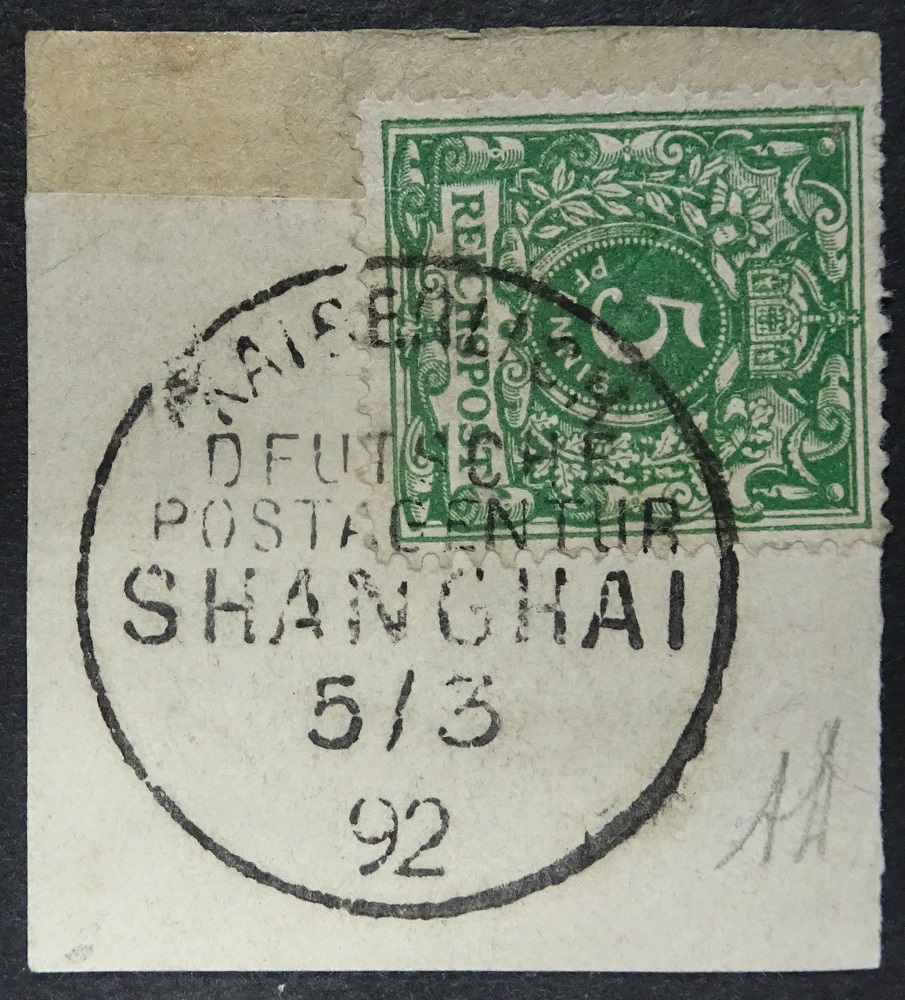 REICHSPOST
5
PFENNIG
KAISERLICH
DEUTSCHE
POSTAGENTUR
SHANGHAI
5/3
92